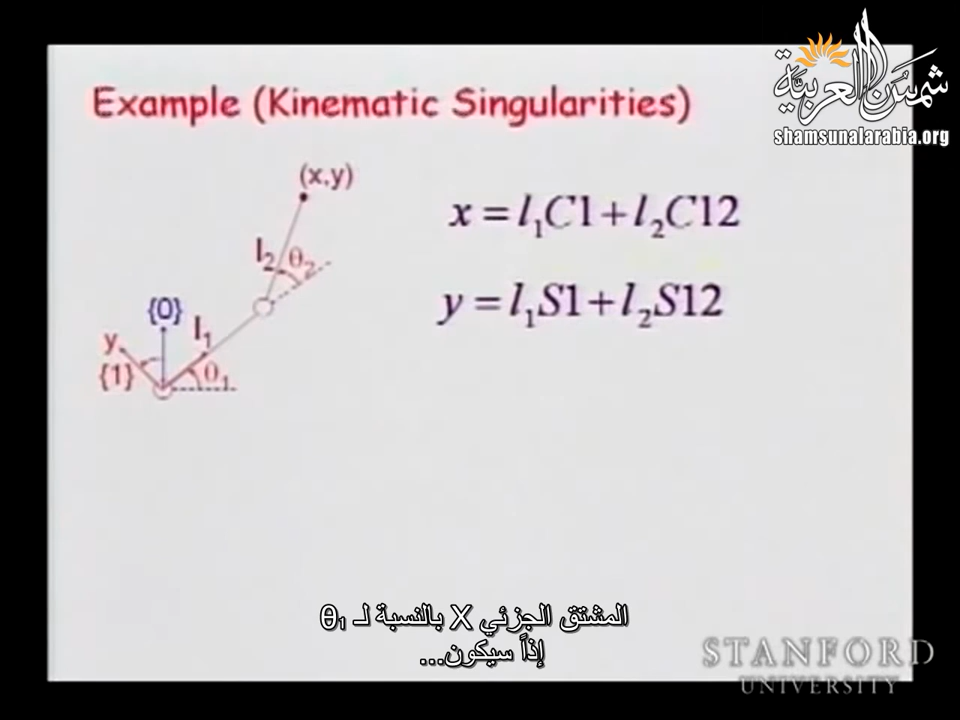 شمس العربية
shamsunalarabia.org
Example (Kinematic Singularities)
(x,y)
x = l₁C1 + l₂C12
l₂ θ₂
y = l₁S1 + l₂S12
{0}
l₁
y
{1} θ₁
المشتق الجزئي X بالنسبة لـ θ₁
إذاً سيكون...
STANFORD
UNIVERSITY